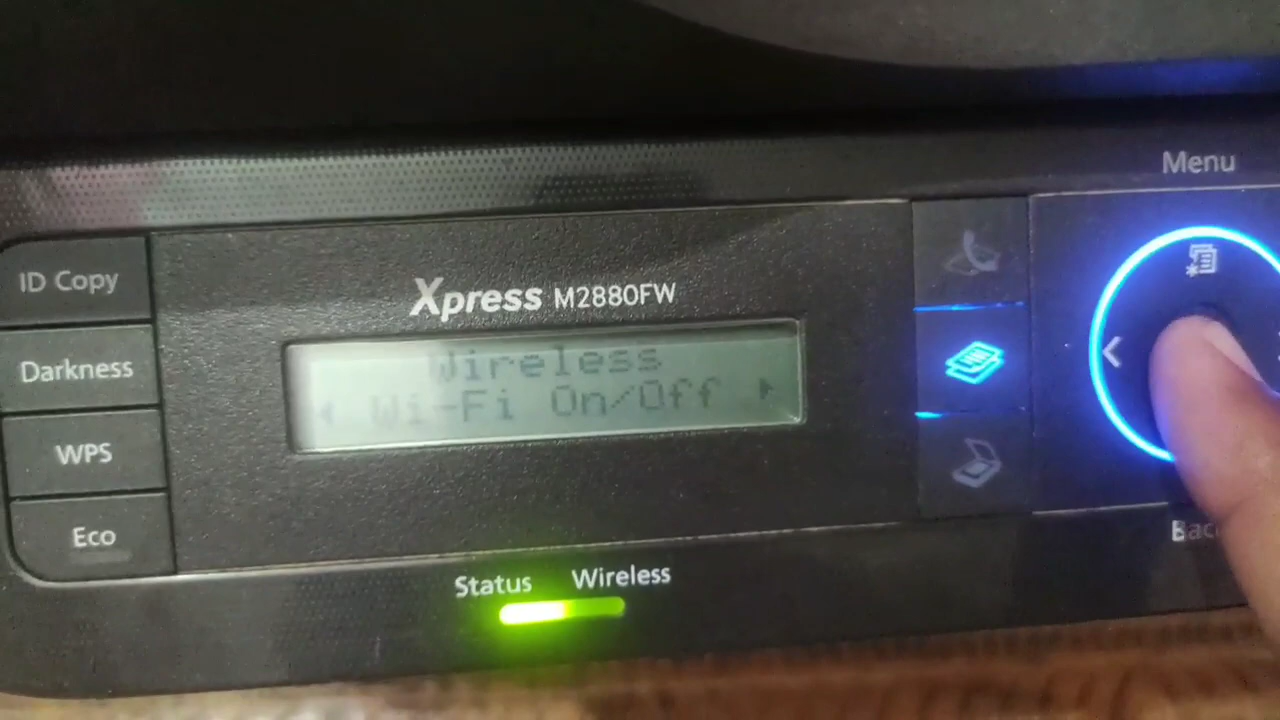 Menu
ID Copy
Darkness
WPS
Eco
Xpress M2880FW
Wireless
Wi-Fi On/Off
Status Wireless